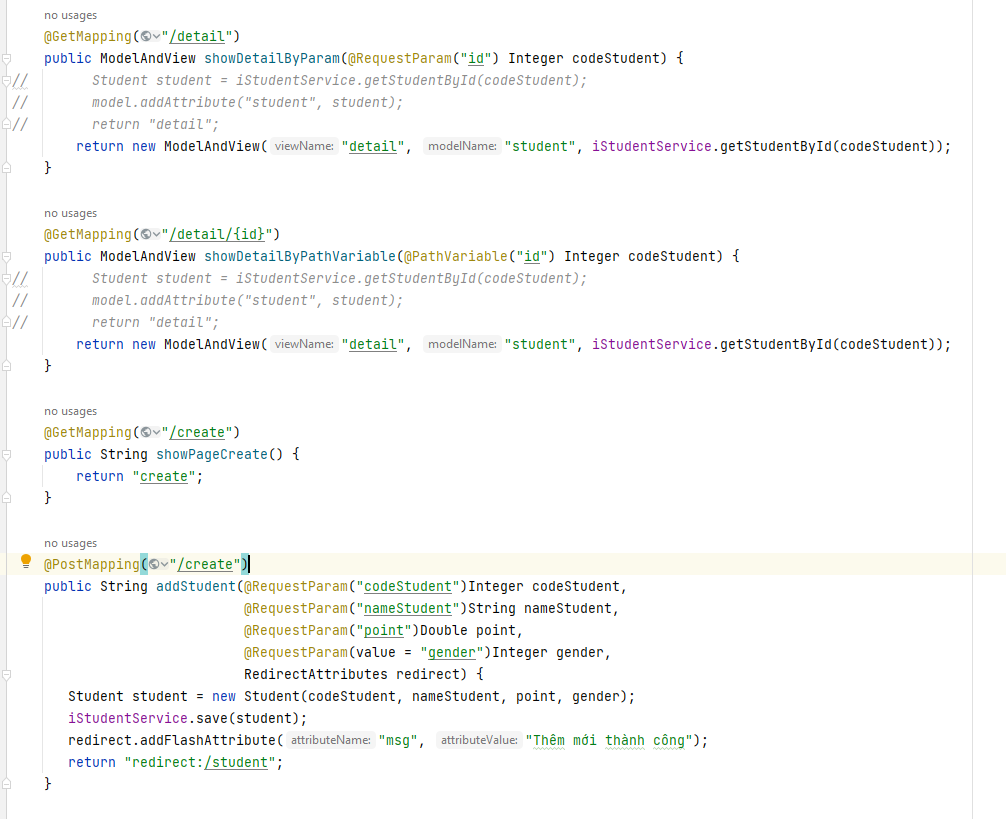 no usages
@GetMapping("/detail")
public ModelAndView showDetailByParam(@RequestParam("id") Integer codeStudent) {
//        Student student = iStudentService.getStudentById(codeStudent);
//        model.addAttribute("student", student);
//        return "detail";
    return new ModelAndView( viewName: "detail", modelName: "student", iStudentService.getStudentById(codeStudent));
}
no usages
@GetMapping("/detail/{id}")
public ModelAndView showDetailByPathVariable(@PathVariable("id") Integer codeStudent) {
//        Student student = iStudentService.getStudentById(codeStudent);
//        model.addAttribute("student", student);
//        return "detail";
    return new ModelAndView( viewName: "detail", modelName: "student", iStudentService.getStudentById(codeStudent));
}
no usages
@GetMapping("/create")
public String showPageCreate() {
    return "create";
}
no usages
@PostMapping("/create")
public String addStudent(@RequestParam("codeStudent")Integer codeStudent,
                         @RequestParam("nameStudent")String nameStudent,
                         @RequestParam("point")Double point,
                         @RequestParam(value = "gender")Integer gender,
                         RedirectAttributes redirect) {
   Student student = new Student(codeStudent, nameStudent, point, gender);
   iStudentService.save(student);
   redirect.addFlashAttribute( attributeName: "msg", attributeValue: "Thêm mới thành công");
   return "redirect:/student";
}